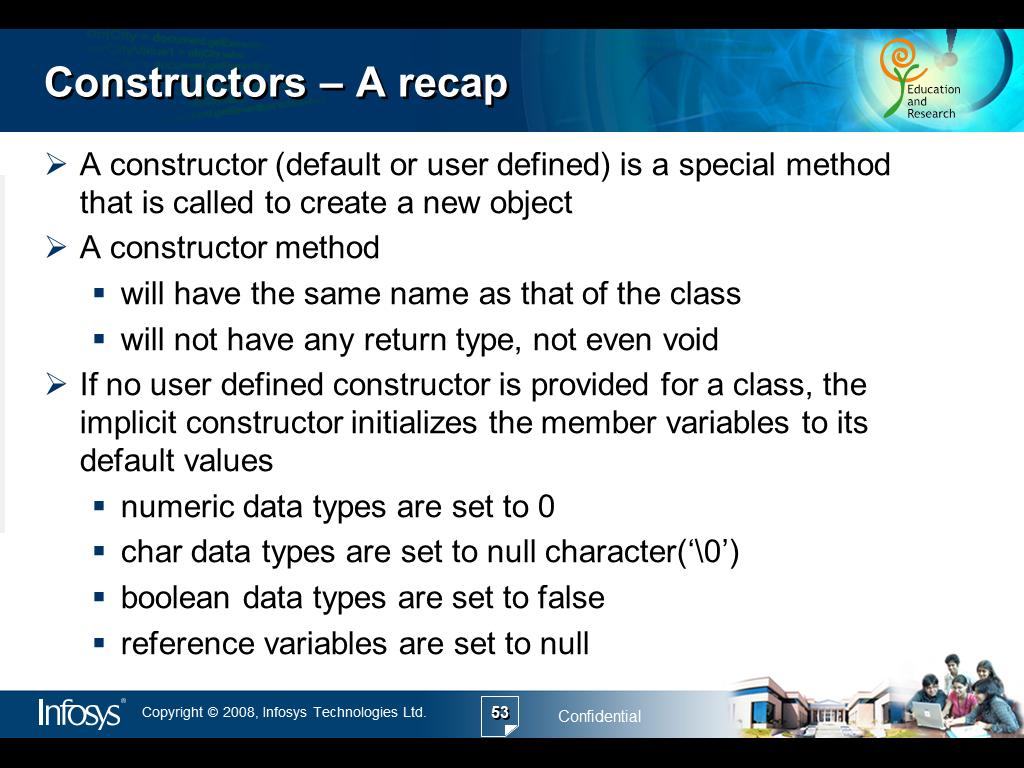 Constructors – A recap
Education
and
Research
➢ A constructor (default or user defined) is a special method
that is called to create a new object
➢ A constructor method
▪ will have the same name as that of the class
▪ will not have any return type, not even void
➢ If no user defined constructor is provided for a class, the
implicit constructor initializes the member variables to its
default values
▪ numeric data types are set to 0
▪ char data types are set to null character(‘\0’)
▪ boolean data types are set to false
▪ reference variables are set to null
Infosys®
Copyright © 2008, Infosys Technologies Ltd.
53
Confidential